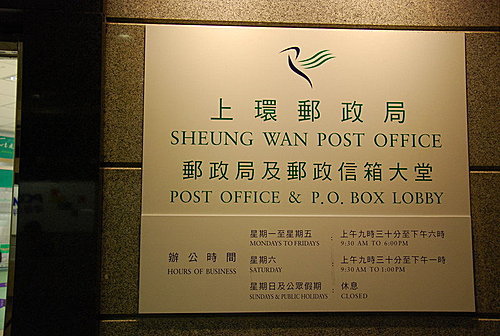 上環郵政局
SHEUNG WAN POST OFFICE
郵政局及郵政信箱大堂
POST OFFICE & P.O. BOX LOBBY
辦公時間
HOURS OF BUSINESS
星期一至星期五 : 上午九時三十分至下午六時
MONDAYS TO FRIDAYS 9:30 AM TO 6:00 PM
星期六 : 上午九時三十分至下午一時
SATURDAY 9:30 AM TO 1:00 PM
星期日及公眾假期 : 休息
SUNDAYS & PUBLIC HOLIDAYS CLOSED